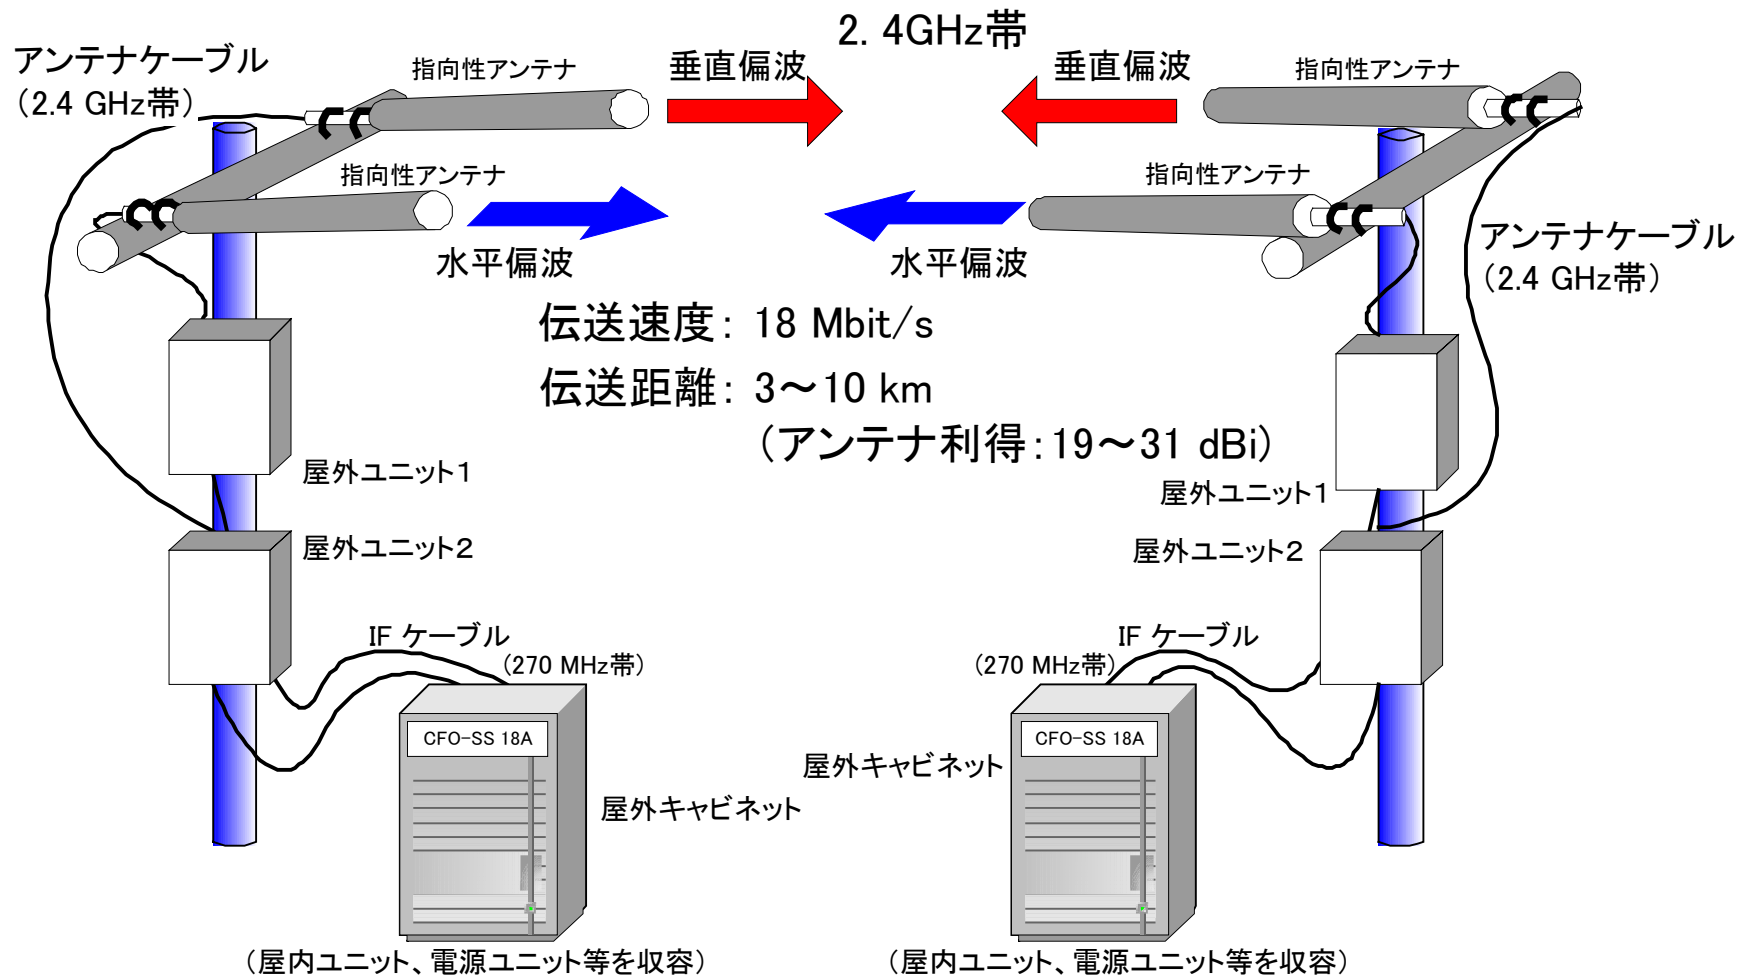 2. 4GHz帯
アンテナケーブル
（2.4 GHz帯）
指向性アンテナ
垂直偏波
垂直偏波
指向性アンテナ
指向性アンテナ
指向性アンテナ
水平偏波
水平偏波
アンテナケーブル
（2.4 GHz帯）
伝送速度： 18 Mbit/s
伝送距離： 3～10 km
（アンテナ利得：19～31 dBi）
屋外ユニット１
屋外ユニット1
屋外ユニット２
屋外ユニット2
IF ケーブル
(270 MHz帯)
IF ケーブル
(270 MHz帯)
CFO-SS 18A
CFO-SS 18A
屋外キャビネット
屋外キャビネット
（屋内ユニット、電源ユニット等を収容）
（屋内ユニット、電源ユニット等を収容）